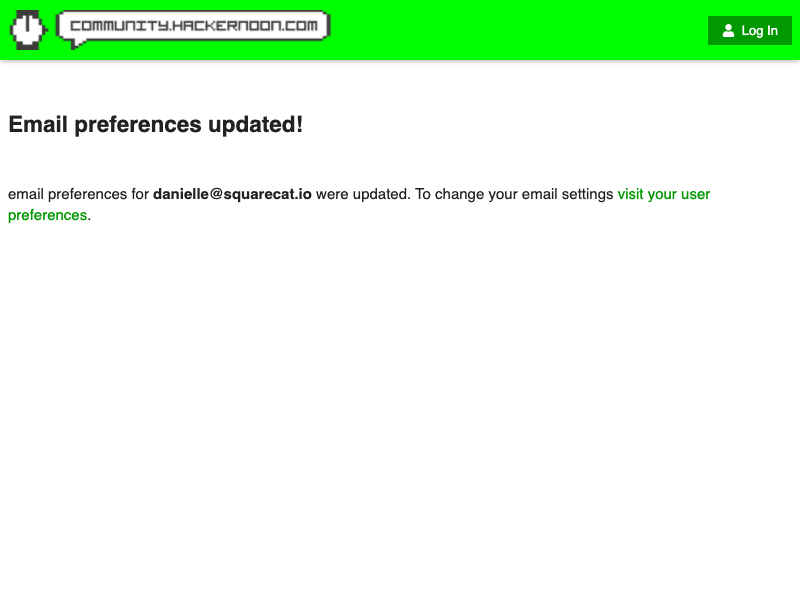 COMMUNITY.HACKERNOON.COM
Log In
Email preferences updated!
email preferences for danielle@squarecat.io were updated. To change your email settings visit your user
preferences.